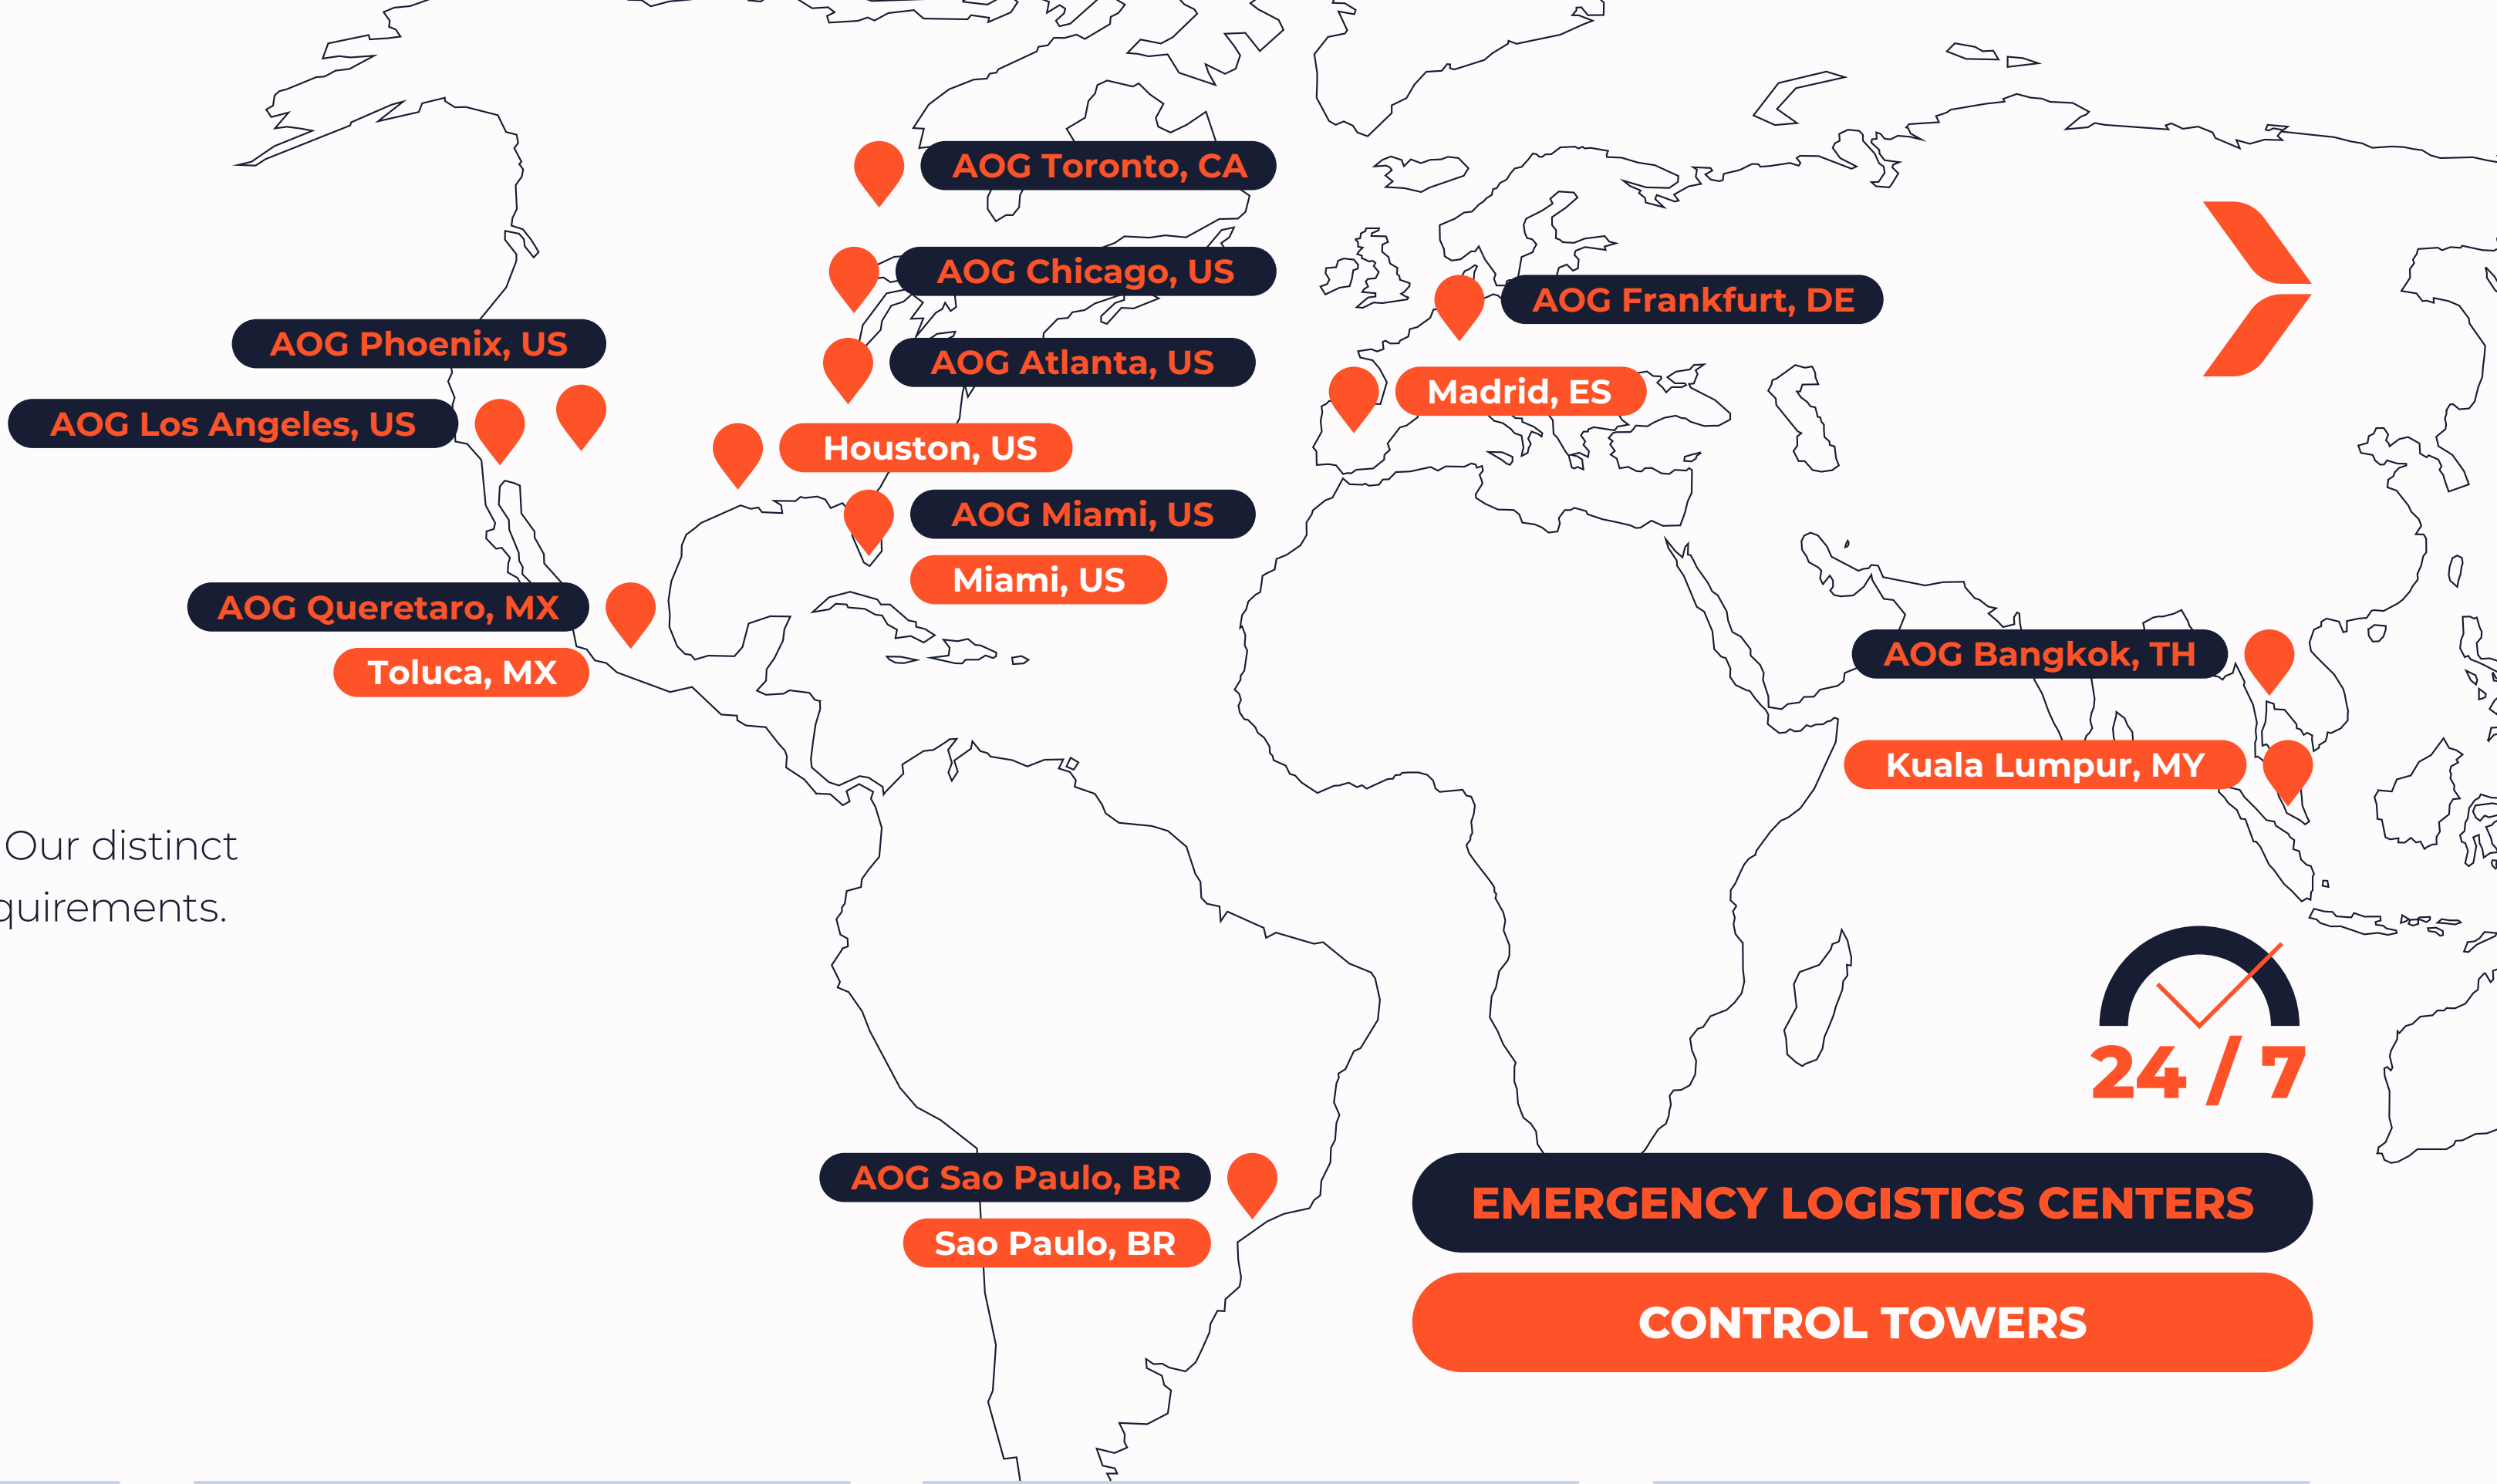 AOG Toronto, CA
AOG Chicago, US
AOG Frankfurt, DE
AOG Phoenix, US
AOG Atlanta, US
Madrid, ES
AOG Los Angeles, US
Houston, US
AOG Miami, US
Miami, US
AOG Queretaro, MX
Toluca, MX
AOG Bangkok, TH
Kuala Lumpur, MY
Our distinct
quirements.
24 / 7
AOG Sao Paulo, BR
Sao Paulo, BR
EMERGENCY LOGISTICS CENTERS
CONTROL TOWERS